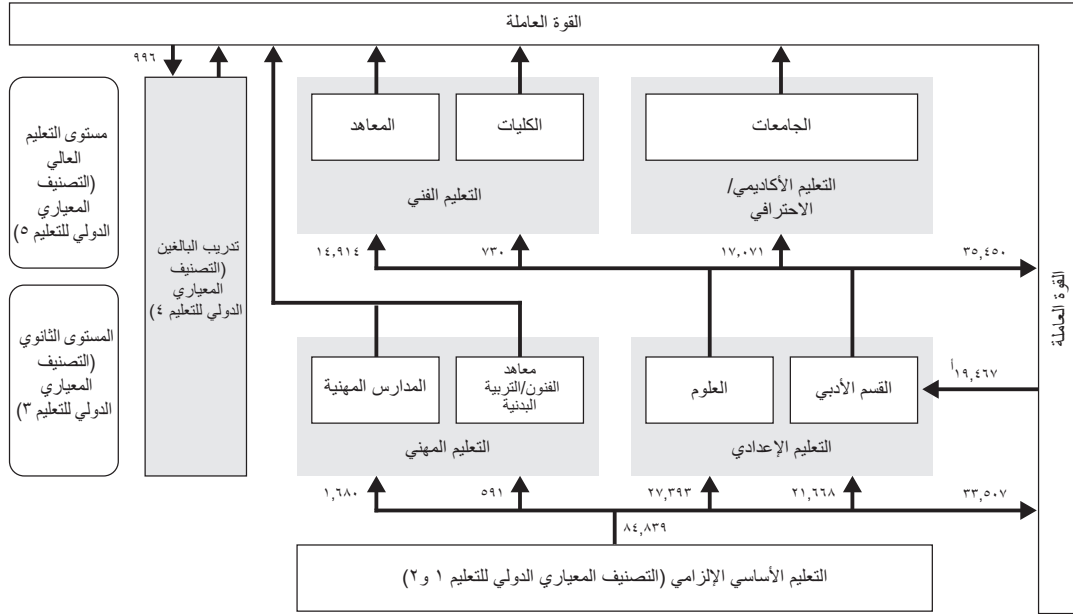 القوة العاملة
٩٩٦
الجامعات
التعليم الأكاديمي/
الاحترافي
الكليات
المعاهد
التعليم الفني
مستوى التعليم
العالي
(التصنيف
المعياري
الدولي للتعليم ٥)
تدريب البالغين
(التصنيف
المعياري
الدولي للتعليم ٤)
٣٥,٤٥٠
١٧,٠٧١
٧٣٠
١٤,٩١٤
القوة العاملة
المستوى الثانوي
(التصنيف
المعياري
الدولي للتعليم ٣)
١٩,٤٦٧أ
القسم الأدبي
العلوم
التعليم الإعدادي
معاهد
الفنون/التربية
البدنية
المدارس المهنية
التعليم المهني
٣٣,٥٠٧
٢١,٦٦٨
٢٧,٣٩٣
٥٩١
١,٦٨٠
٨٤,٨٣٩
التعليم الأساسي الإلزامي (التصنيف المعياري الدولي للتعليم ١ و٢)